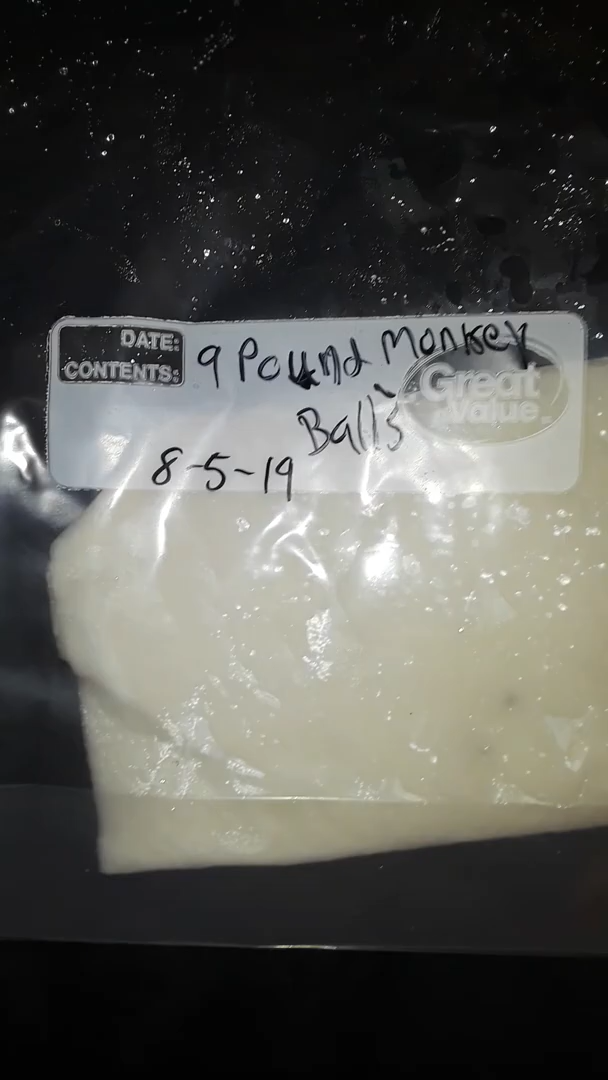 DATE:
CONTENTS:
9 Pound Monkey
Balls
8-5-19
Great
Value